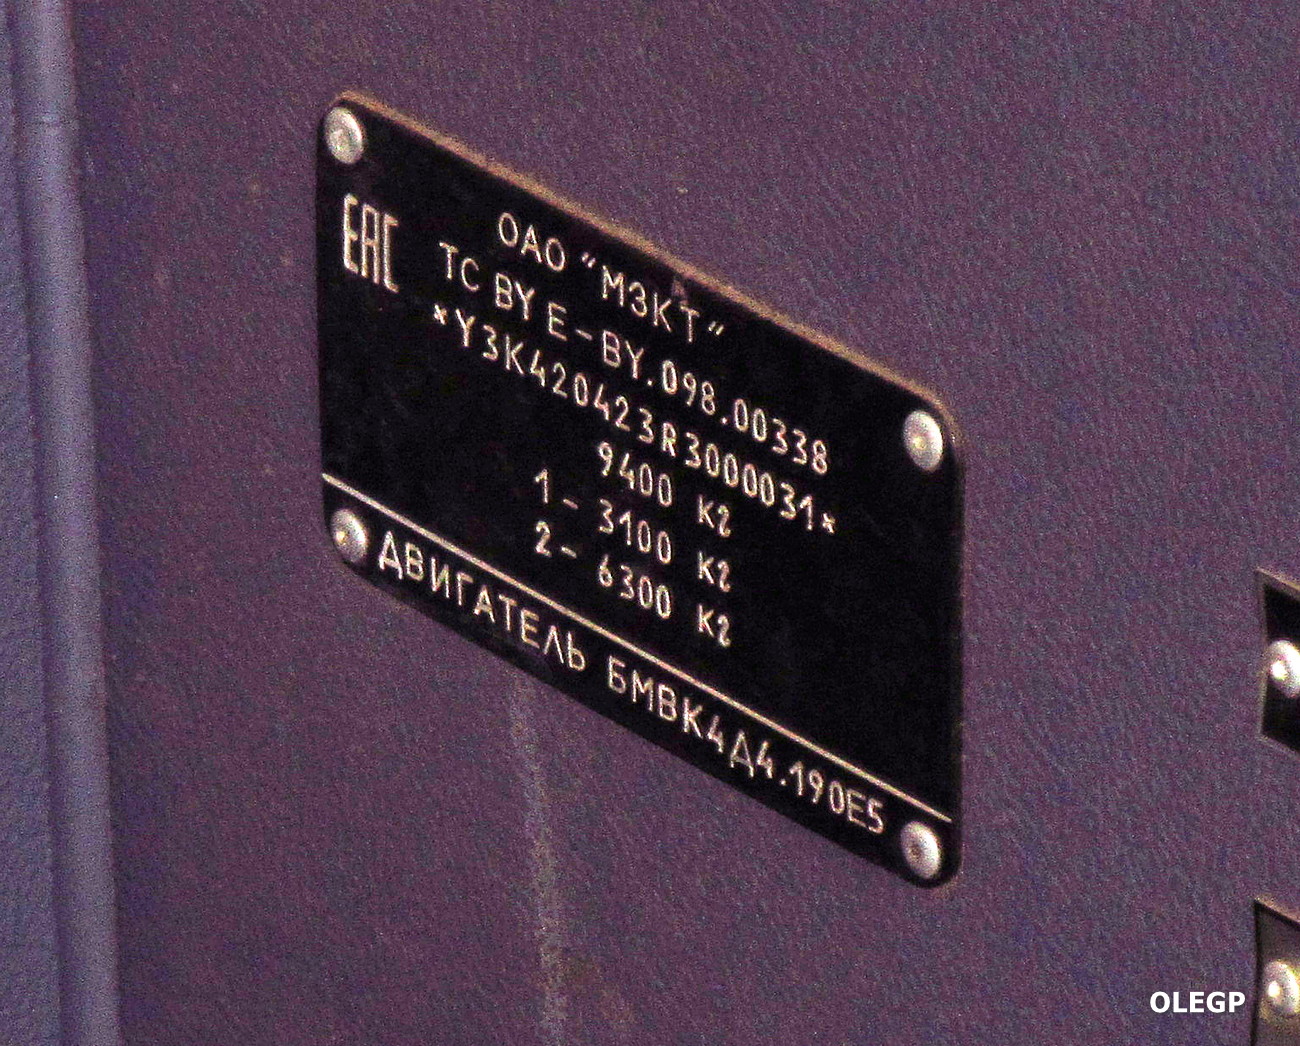 ОАО "МЗКТ"
EAC
ТС BY E-BY.098.00338
*Y3K420423R3000031*
9400 кг
1- 3100 кг
2- 6300 кг
ДВИГАТЕЛЬ БМВК4Д4.190Е5
OLEGP